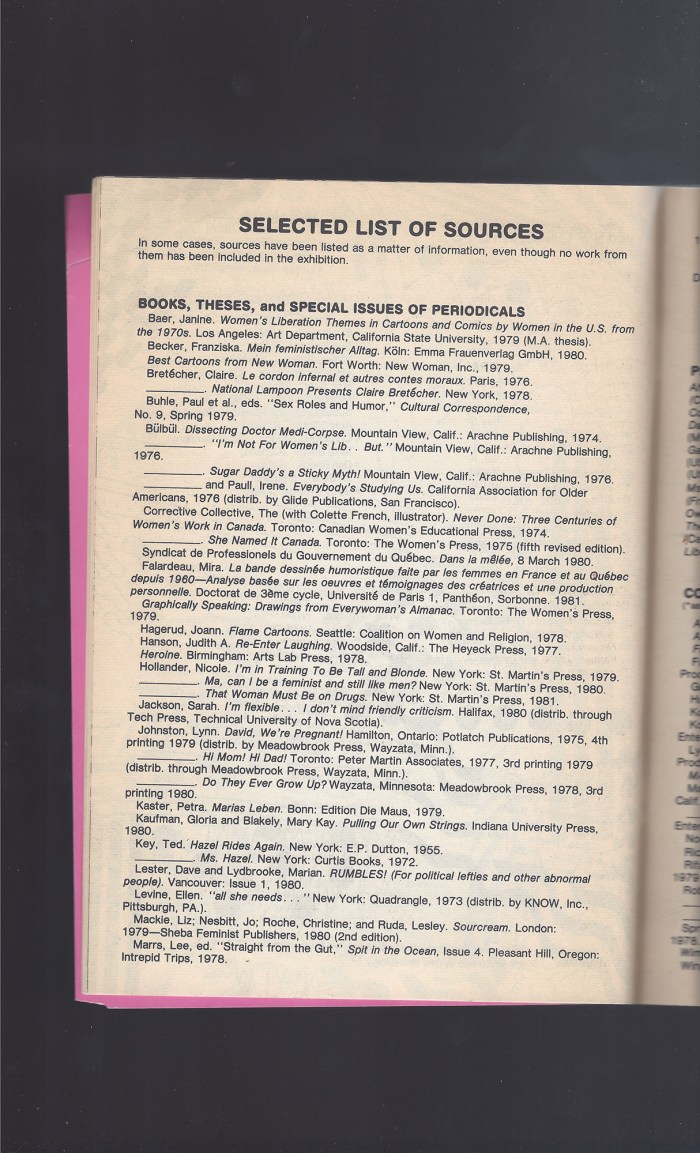 SELECTED LIST OF SOURCES
In some cases, sources have been listed as a matter of information, even though no work from
them has been included in the exhibition.
BOOKS, THESES, and SPECIAL ISSUES OF PERIODICALS
Baer, Janine. Women's Liberation Themes in Cartoons and Comics by Women in the U.S. from
the 1970s. Los Angeles: Art Department, California State University, 1979 (M.A. thesis).
Becker, Franziska. Mein feministischer Alltag. Köln: Emma Frauenverlag GmbH, 1980.
Best Cartoons from New Woman. Fort Worth: New Woman, Inc., 1979.
Bretécher, Claire. Le cordon infernal et autres contes moraux. Paris, 1976.
________. National Lampoon Presents Claire Bretécher. New York, 1978.
Buhle, Paul et al., eds. "Sex Roles and Humor," Cultural Correspondence,
No. 9, Spring 1979.
Bülbül. Dissecting Doctor Medi-Corpse. Mountain View, Calif.: Arachne Publishing, 1974.
________. "I'm Not For Women's Lib. . But." Mountain View, Calif.: Arachne Publishing,
1976.
________. Sugar Daddy's a Sticky Myth! Mountain View, Calif.: Arachne Publishing, 1976.
________ and Paull, Irene. Everybody's Studying Us. California Association for Older
Americans, 1976 (distrib. by Glide Publications, San Francisco).
Corrective Collective, The (with Colette French, illustrator). Never Done: Three Centuries of
Women's Work in Canada. Toronto: Canadian Women's Educational Press, 1974.
________. She Named It Canada. Toronto: The Women's Press, 1975 (fifth revised edition).
Syndicat de Professionels du Gouvernement du Québec. Dans la mêlée, 8 March 1980.
Falardeau, Mira. La bande dessinée humoristique faite par les femmes en France et au Québec
depuis 1960—Analyse basée sur les oeuvres et témoignages des créatrices et une production
personnelle. Doctorat de 3ème cycle, Université de Paris 1, Panthéon, Sorbonne. 1981.
Graphically Speaking: Drawings from Everywoman's Almanac. Toronto: The Women's Press,
1979.
Hagerud, Joann. Flame Cartoons. Seattle: Coalition on Women and Religion, 1978.
Hanson, Judith A. Re-Enter Laughing. Woodside, Calif.: The Heyeck Press, 1977.
Heroine. Birmingham: Arts Lab Press, 1978.
Hollander, Nicole. I'm in Training To Be Tall and Blonde. New York: St. Martin's Press, 1979.
________. Ma, can I be a feminist and still like men? New York: St. Martin's Press, 1980.
________. That Woman Must Be on Drugs. New York: St. Martin's Press, 1981.
Jackson, Sarah. I'm flexible. . . I don't mind friendly criticism. Halifax, 1980 (distrib. through
Tech Press, Technical University of Nova Scotia).
Johnston, Lynn. David, We're Pregnant! Hamilton, Ontario: Potlatch Publications, 1975, 4th
printing 1979 (distrib. by Meadowbrook Press, Wayzata, Minn.).
________. Hi Mom! Hi Dad! Toronto: Peter Martin Associates, 1977, 3rd printing 1979
(distrib. through Meadowbrook Press, Wayzata, Minn.).
________. Do They Ever Grow Up? Wayzata, Minnesota: Meadowbrook Press, 1978, 3rd
printing 1980.
Kaster, Petra. Marias Leben. Bonn: Edition Die Maus, 1979.
Kaufman, Gloria and Blakely, Mary Kay. Pulling Our Own Strings. Indiana University Press,
1980.
Key, Ted. Hazel Rides Again. New York: E.P. Dutton, 1955.
________. Ms. Hazel. New York: Curtis Books, 1972.
Lester, Dave and Lydbrooke, Marian. RUMBLES! (For political lefties and other abnormal
people). Vancouver: Issue 1, 1980.
Levine, Ellen. "all she needs. . . " New York: Quadrangle, 1973 (distrib. by KNOW, Inc.,
Pittsburgh, PA.).
Mackie, Liz; Nesbitt, Jo; Roche, Christine; and Ruda, Lesley. Sourcream. London:
1979—Sheba Feminist Publishers, 1980 (2nd edition).
Marrs, Lee, ed. "Straight from the Gut," Spit in the Ocean, Issue 4. Pleasant Hill, Oregon:
Intrepid Trips, 1978.